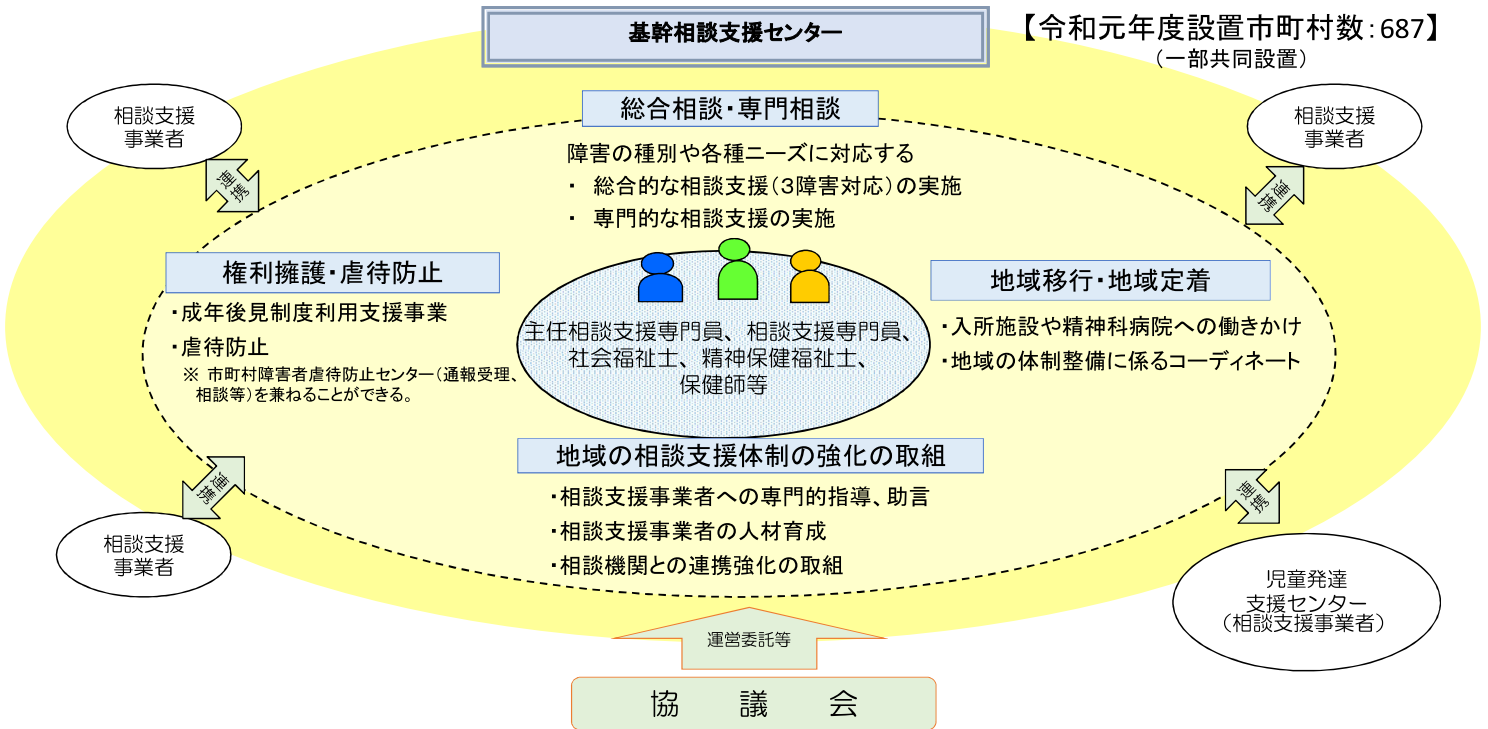 基幹相談支援センター
【令和元年度設置市町村数：687】
（一部共同設置）
相談支援
事業者
相談支援
事業者
連携
連携
総合相談・専門相談
障害の種別や各種ニーズに対応する
・ 総合的な相談支援（３障害対応）の実施
・ 専門的な相談支援の実施
権利擁護・虐待防止
・成年後見制度利用支援事業
・虐待防止
※ 市町村障害者虐待防止センター（通報受理、
相談等）を兼ねることができる。
主任相談支援専門員、相談支援専門員、
社会福祉士、精神保健福祉士、
保健師等
地域移行・地域定着
・入所施設や精神科病院への働きかけ
・地域の体制整備に係るコーディネート
地域の相談支援体制の強化の取組
・相談支援事業者への専門的指導、助言
・相談支援事業者の人材育成
・相談機関との連携強化の取組
連携
連携
相談支援
事業者
児童発達
支援センター
（相談支援事業者）
運営委託等
協 議 会